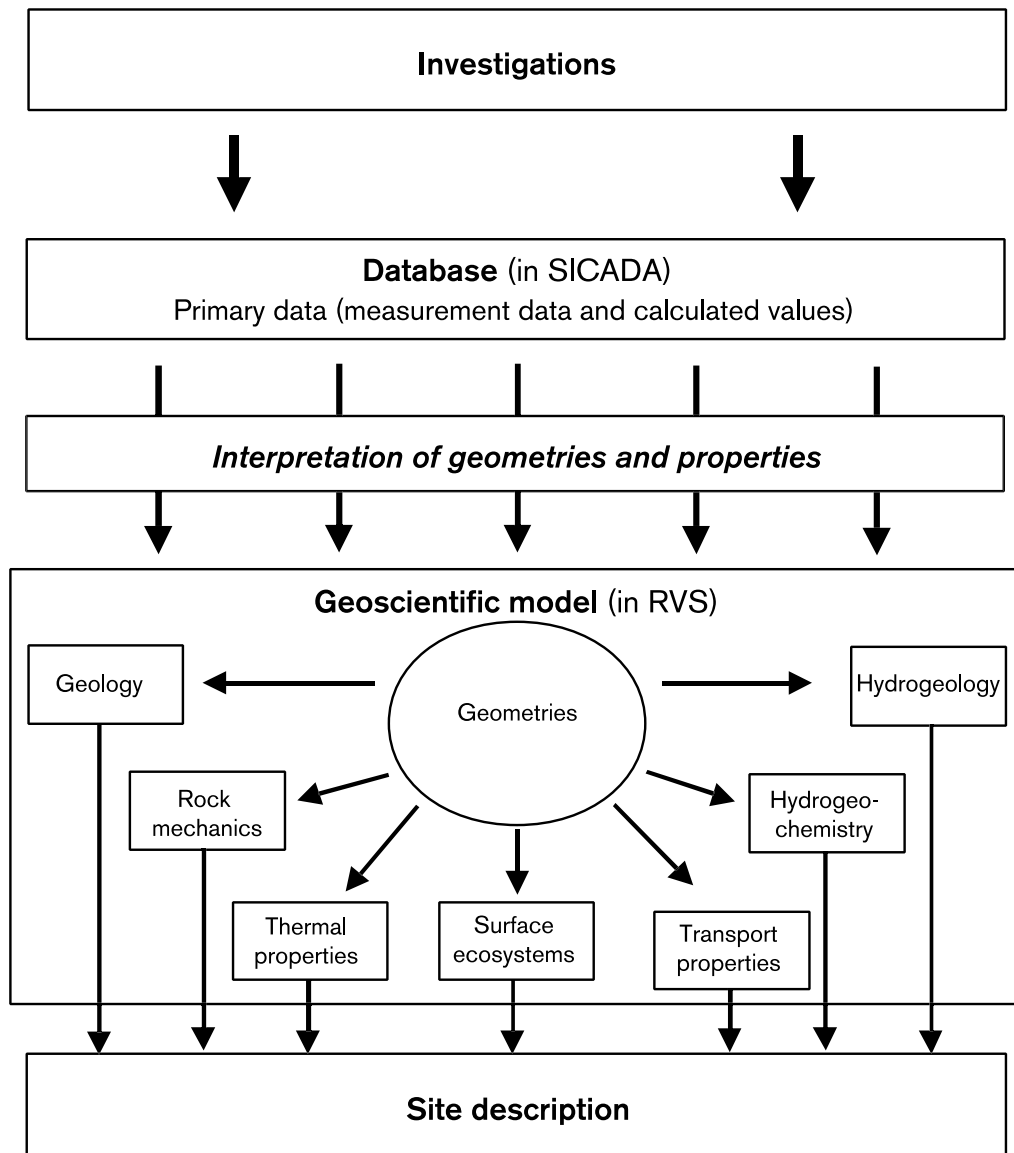 Investigations
Database (in SICADA)
Primary data (measurement data and calculated values)
Interpretation of geometries and properties
Geoscientific model (in RVS)
Geology
Geometries
Hydrogeology
Rock
mechanics
Hydrogeo-
chemistry
Thermal
properties
Surface
ecosystems
Transport
properties
Site description